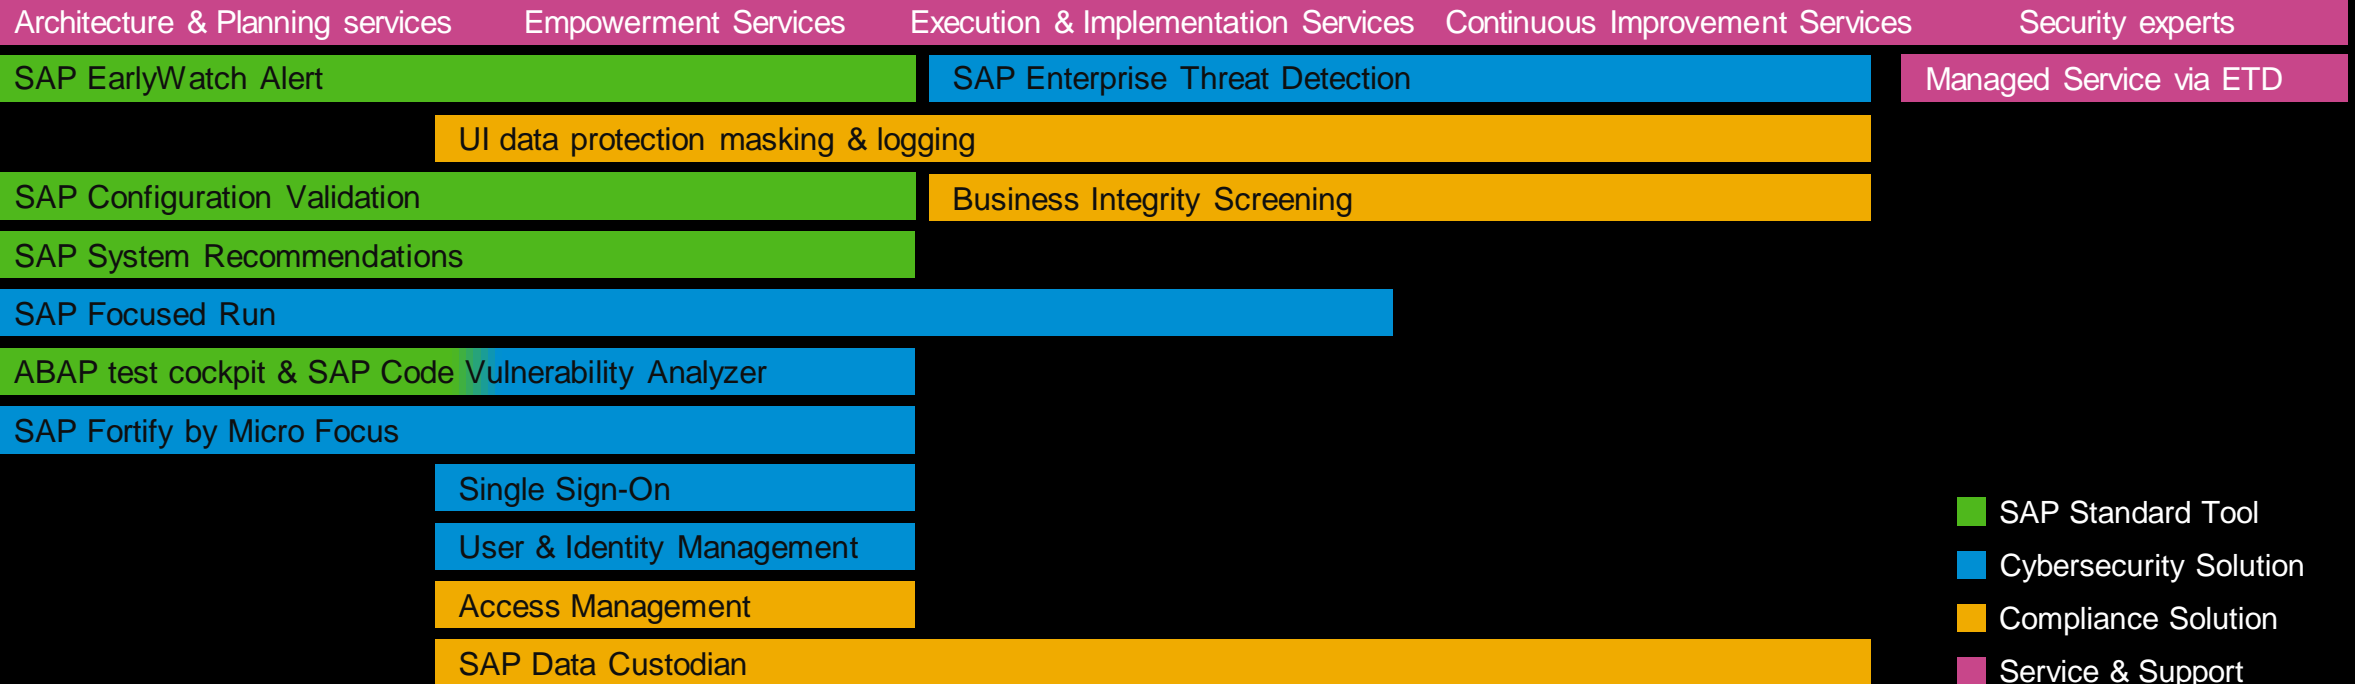 Architecture & Planning services Empowerment Services Execution & Implementation Services Continuous Improvement Services Security experts
SAP EarlyWatch Alert SAP Enterprise Threat Detection Managed Service via ETD
UI data protection masking & logging
SAP Configuration Validation Business Integrity Screening
SAP System Recommendations
SAP Focused Run
ABAP test cockpit & SAP Code Vulnerability Analyzer
SAP Fortify by Micro Focus
Single Sign-On
User & Identity Management
Access Management
SAP Data Custodian
SAP Standard Tool
Cybersecurity Solution
Compliance Solution
Service & Support